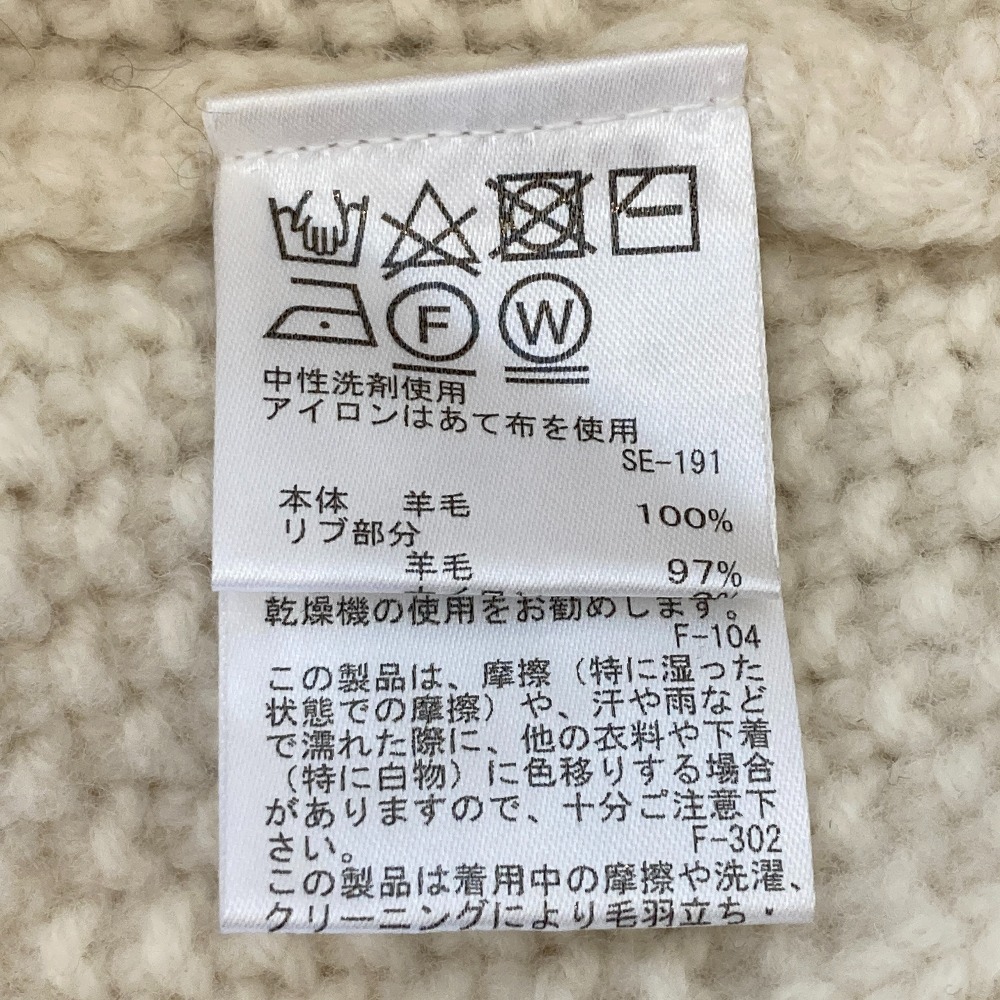 F
W
中性洗剤使用
アイロンはあて布を使用
SE-191
本体 羊毛 100%
リブ部分
羊毛 97%
乾燥機の使用をお勧めします。
F-104
この製品は、摩擦（特に湿った
状態での摩擦）や、汗や雨など
で濡れた際に、他の衣料や下着
（特に白物）に色移りする場合
がありますので、十分ご注意下
さい。
F-302
この製品は着用中の摩擦や洗濯、
クリーニングにより毛羽立ち・